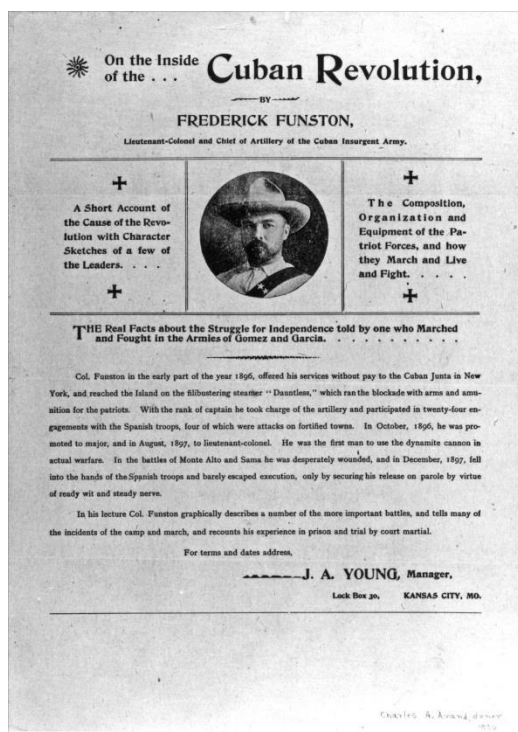 On the Inside
of the . . . Cuban Revolution,
BY
FREDERICK FUNSTON,
Lieutenant-Colonel and Chief of Artillery of the Cuban Insurgent Army.
A Short Account of
the Cause of the Revo-
lution with Character
Sketches of a few of
the Leaders. . . .
The Composition,
Organization and
Equipment of the Pa-
triot Forces, and how
they March and Live
and Fight. . . . .
THE Real Facts about the Struggle for Independence told by one who Marched
and Fought in the Armies of Gomez and Garcia. . . . . . . . . . .
Col. Funston in the early part of the year 1896, offered his services without pay to the Cuban Junta in New
York, and reached the Island on the filibustering steamer "Dauntless," which ran the blockade with arms and amu-
nition for the patriots. With the rank of captain he took charge of the artillery and participated in twenty-four en-
gagements with the Spanish troops, four of which were attacks on fortified towns. In October, 1896, he was pro-
moted to major, and in August, 1897, to lieutenant-colonel. He was the first man to use the dynamite cannon in
actual warfare. In the battles of Monte Alto and Sama he was desperately wounded, and in December, 1897, fell
into the hands of the Spanish troops and barely escaped execution, only by securing his release on parole by virtue
of ready wit and steady nerve.
In his lecture Col. Funston graphically describes a number of the more important battles, and tells many of
the incidents of the camp and march, and recounts his experience in prison and trial by court martial.
For terms and dates address,
J. A. YOUNG, Manager,
Lock Box 30, KANSAS CITY, MO.
Charles A. donor